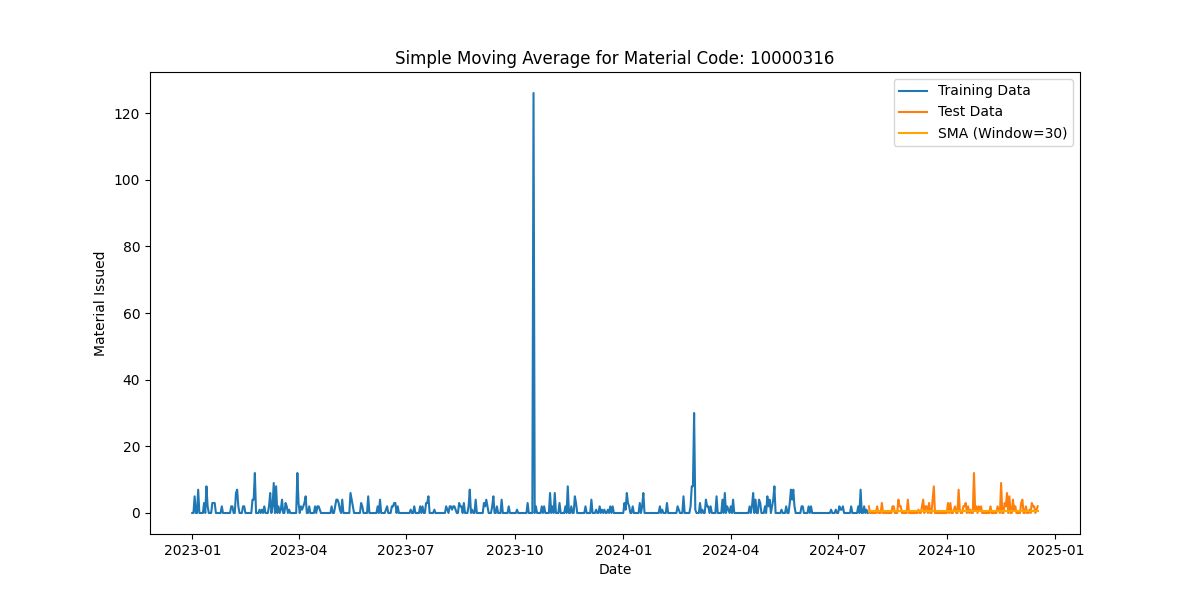 Simple Moving Average for Material Code: 10000316
Training Data
Test Data
SMA (Window=30)
Material Issued
120
100
80
60
40
20
0
2023-01 2023-04 2023-07 2023-10 2024-01 2024-04 2024-07 2024-10 2025-01
Date